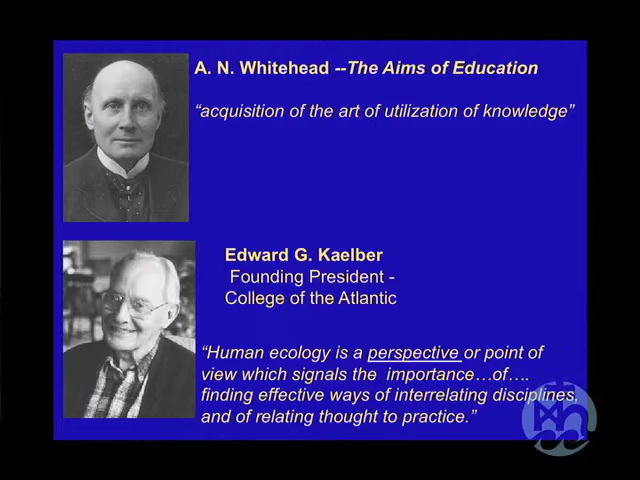 A. N. Whitehead --The Aims of Education
“acquisition of the art of utilization of knowledge”
Edward G. Kaelber
Founding President -
College of the Atlantic
“Human ecology is a perspective or point of
view which signals the importance…of….
finding effective ways of interrelating disciplines,
and of relating thought to practice.”